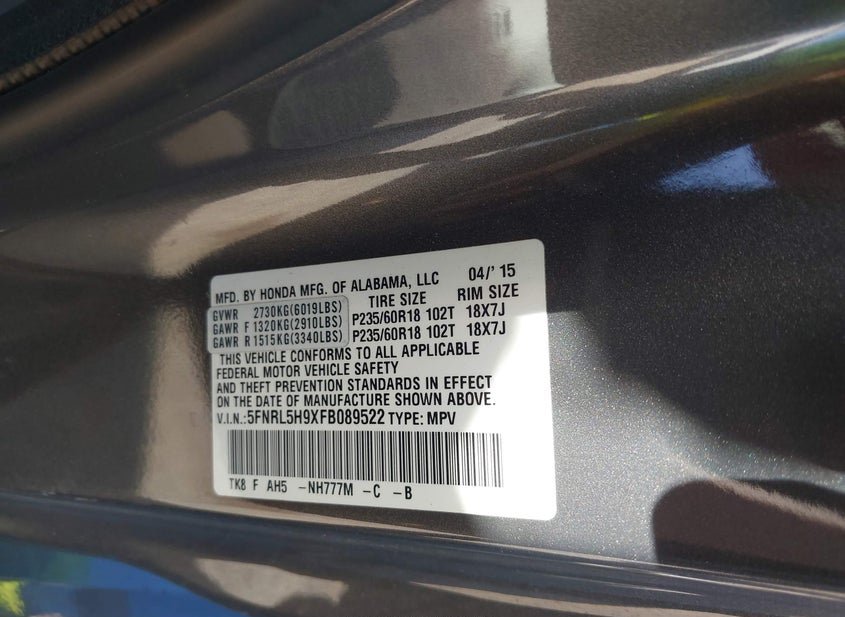 MFD. BY HONDA MFG. OF ALABAMA, LLC 04/'15
GVWR 2730KG(6019LBS) TIRE SIZE RIM SIZE
GAWR F 1320KG(2910LBS) P235/60R18 102T 18X7J
GAWR R 1515KG(3340LBS) P235/60R18 102T 18X7J
THIS VEHICLE CONFORMS TO ALL APPLICABLE
FEDERAL MOTOR VEHICLE SAFETY
AND THEFT PREVENTION STANDARDS IN EFFECT
ON THE DATE OF MANUFACTURE SHOWN ABOVE.
V.I.N.:5FNRL5H9XFB089522 TYPE: MPV
TK8 F AH5 -NH777M -C -B